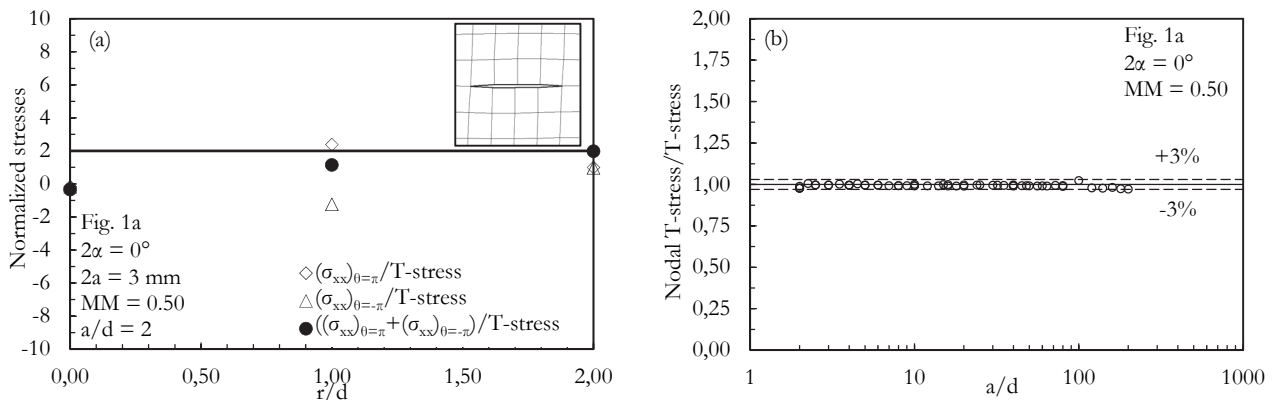 (a)
Normalized stresses
10
8
6
4
2
0
-2
-4
-6
-8
-10
Fig. 1a
2α = 0°
2a = 3 mm
MM = 0.50
a/d = 2
(σxx)θ=π/T-stress
(σxx)θ=-π/T-stress
((σxx)θ=π+(σxx)θ=-π)/T-stress
0,00 0,50 1,00 1,50 2,00
r/d
(b)
Nodal T-stress/T-stress
2,00
1,75
1,50
1,25
1,00
0,75
0,50
0,25
0,00
Fig. 1a
2α = 0°
MM = 0.50
+3%
-3%
1 10 100 1000
a/d